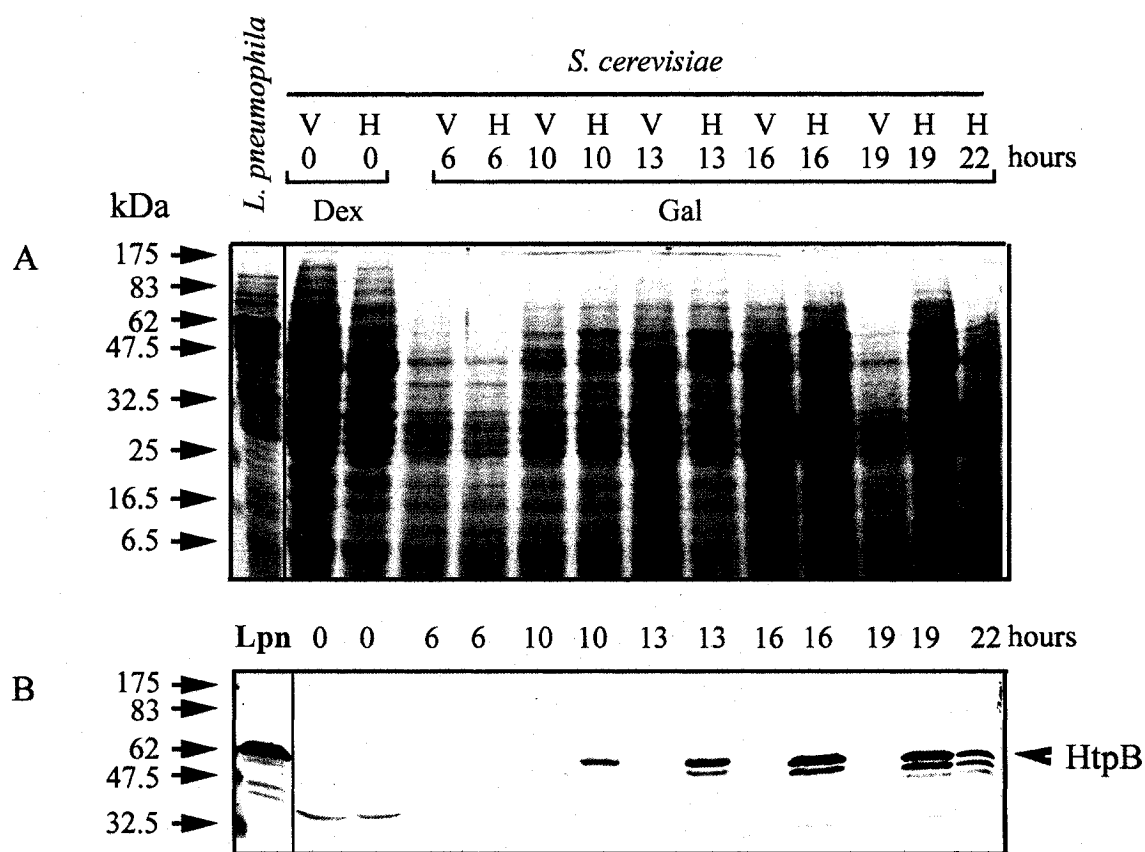 S. cerevisiae
L. pneumophila
V H V H V H V H V H V H H
0 0 6 6 10 10 13 13 16 16 19 19 22 hours
kDa
Dex Gal
A
175
83
62
47.5
32.5
25
16.5
6.5
Lpn 0 0 6 6 10 10 13 13 16 16 19 19 22 hours
B
175
83
62
HtpB
47.5
32.5